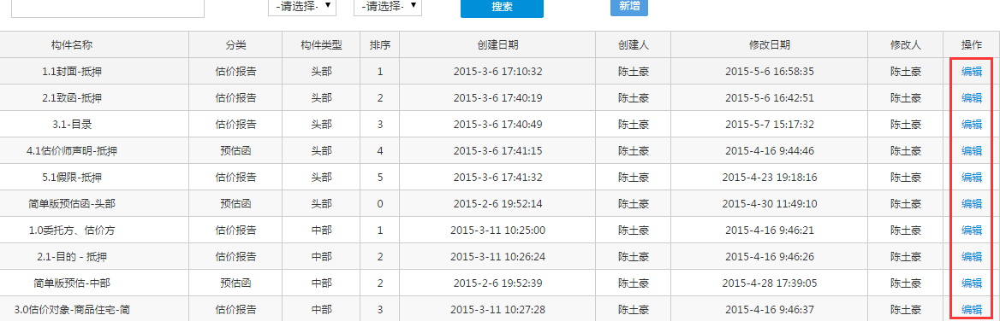 -请选择- -请选择- 搜索 新增
构件名称 分类 构件类型 排序 创建日期 创建人 修改日期 修改人 操作
1.1封面-抵押 估价报告 头部 1 2015-3-6 17:10:32 陈土豪 2015-5-6 16:58:35 陈土豪 编辑
2.1致函-抵押 估价报告 头部 2 2015-3-6 17:40:19 陈土豪 2015-5-6 16:42:51 陈土豪 编辑
3.1-目录 估价报告 头部 3 2015-3-6 17:40:49 陈土豪 2015-5-7 15:17:32 陈土豪 编辑
4.1估价师声明-抵押 预估函 头部 4 2015-3-6 17:41:15 陈土豪 2015-4-16 9:44:46 陈土豪 编辑
5.1假限-抵押 估价报告 头部 5 2015-3-6 17:41:32 陈土豪 2015-4-23 19:18:16 陈土豪 编辑
简单版预估函-头部 预估函 头部 0 2015-2-6 19:52:14 陈土豪 2015-4-30 11:49:10 陈土豪 编辑
1.0委托方、估价方 估价报告 中部 1 2015-3-11 10:25:00 陈土豪 2015-4-16 9:46:21 陈土豪 编辑
2.1-目的 - 抵押 估价报告 中部 2 2015-3-11 10:26:24 陈土豪 2015-4-16 9:46:26 陈土豪 编辑
简单版预估-中部 预估函 中部 2 2015-2-6 19:52:39 陈土豪 2015-4-28 17:39:05 陈土豪 编辑
3.0估价对象-商品住宅-简 估价报告 中部 3 2015-3-11 10:27:28 陈土豪 2015-4-16 9:46:37 陈土豪 编辑